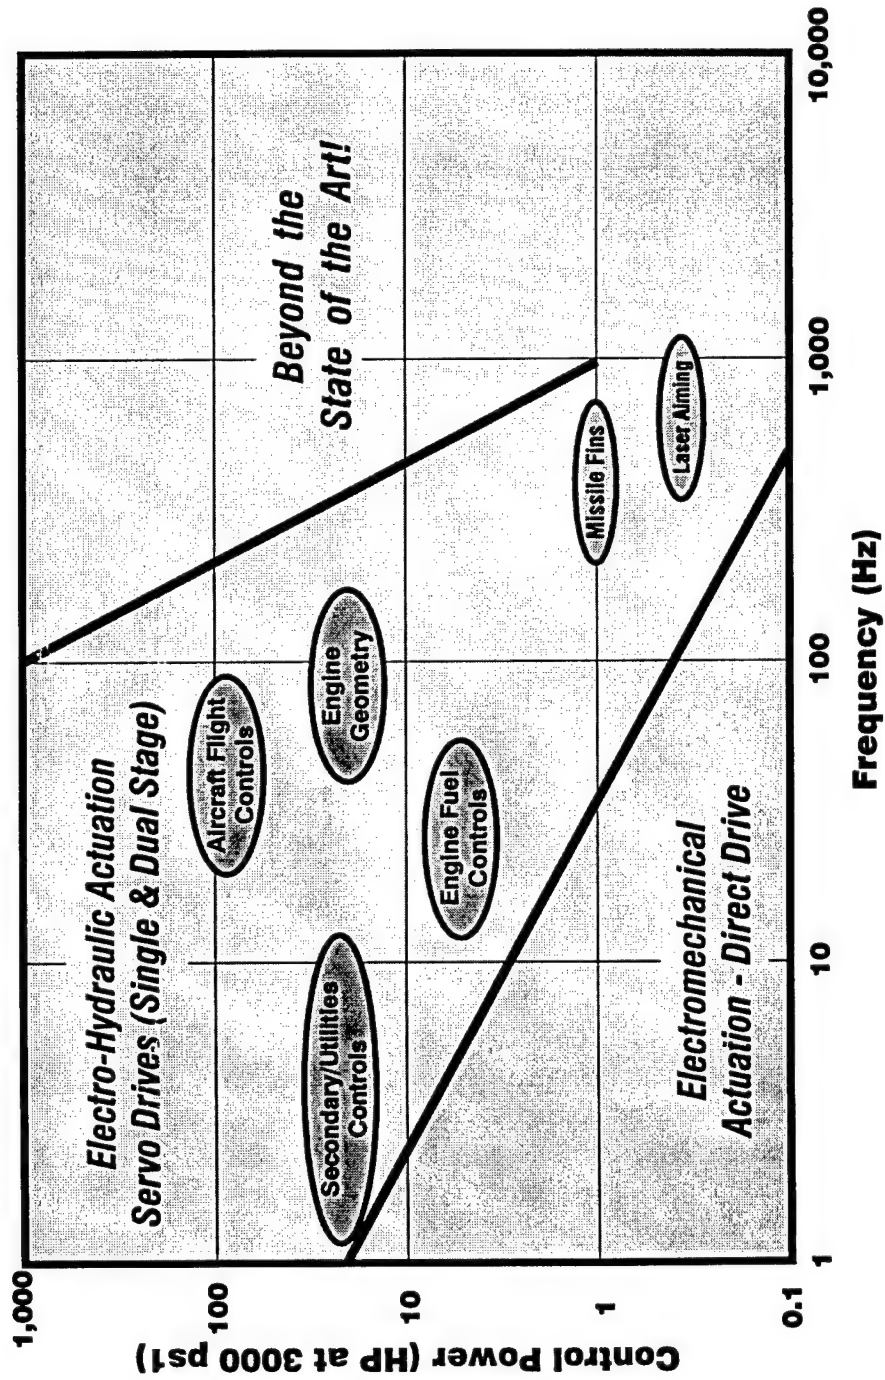 Control Power (HP at 3000 ps1)
1,000
100
10
1
0.1
Electro-Hydraulic Actuation
Servo Drives (Single & Dual Stage)
Beyond the
State of the Art!
Aircraft Flight
Controls
Secondary/Utilities
Controls
Engine
Geometry
Engine Fuel
Controls
Missile Fins
Laser Aiming
Electromechanical
Actuation - Direct Drive
1
10
100
1,000
10,000
Frequency (Hz)